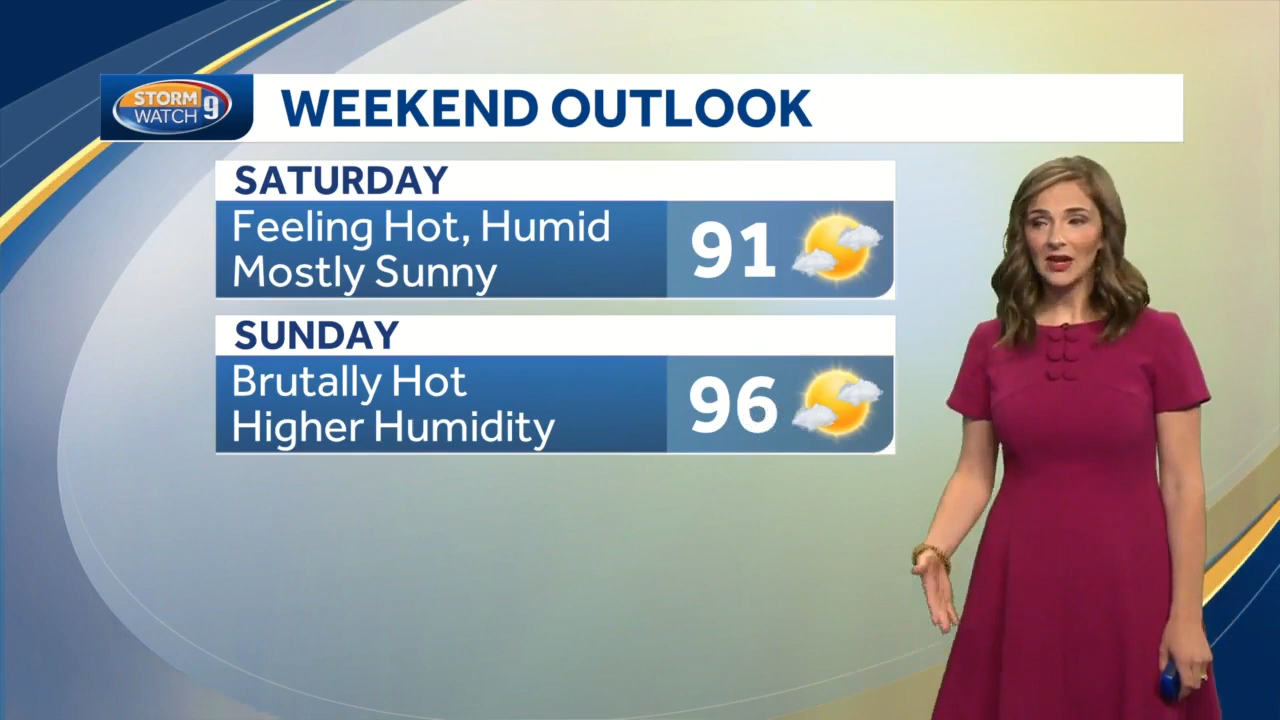 STORM
WATCH 9
WEEKEND OUTLOOK
SATURDAY
Feeling Hot, Humid
Mostly Sunny
91
SUNDAY
Brutally Hot
Higher Humidity
96